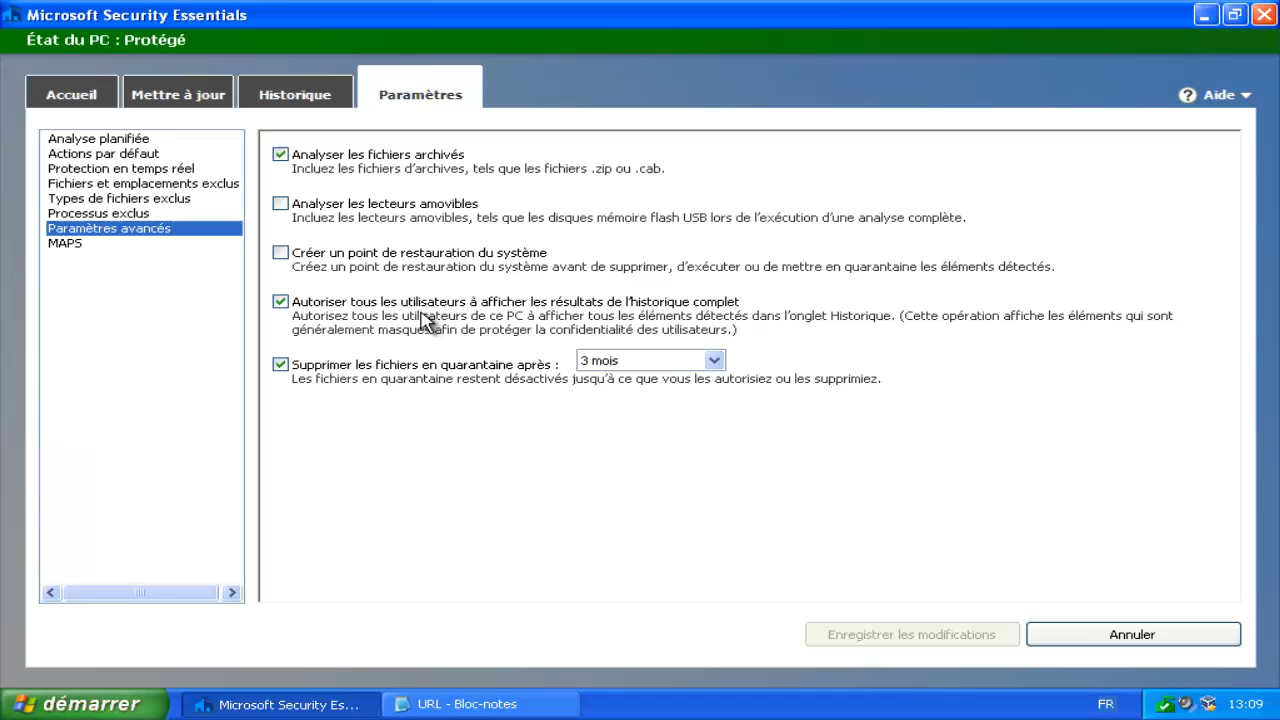 Microsoft Security Essentials
État du PC : Protégé
Accueil
Mettre à jour
Historique
Paramètres
Aide
Analyse planifiée
Actions par défaut
Protection en temps réel
Fichiers et emplacements exclus
Types de fichiers exclus
Processus exclus
Paramètres avancés
MAPS
Analyser les fichiers archivés
Incluez les fichiers d'archives, tels que les fichiers .zip ou .cab.
Analyser les lecteurs amovibles
Incluez les lecteurs amovibles, tels que les disques mémoire flash USB lors de l'exécution d'une analyse complète.
Créer un point de restauration du système
Créez un point de restauration du système avant de supprimer, d'exécuter ou de mettre en quarantaine les éléments détectés.
Autoriser tous les utilisateurs à afficher les résultats de l'historique complet
Autorisez tous les utilisateurs de ce PC à afficher tous les éléments détectés dans l'onglet Historique. (Cette opération affiche les éléments qui sont
généralement masqués afin de protéger la confidentialité des utilisateurs.)
Supprimer les fichiers en quarantaine après : 3 mois
Les fichiers en quarantaine restent désactivés jusqu'à ce que vous les autorisiez ou les supprimiez.
Enregistrer les modifications
Annuler
démarrer
Microsoft Security Es...
URL - Bloc-notes
FR
13:09